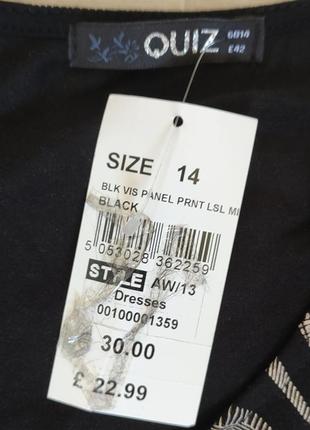 QUIZ
GB14
E42
SIZE 14
BLK VIS PANEL PRNT LSL MI
BLACK
5 053028 362259
STYLE AW/13
Dresses
00100001359
30.00
£ 22.99